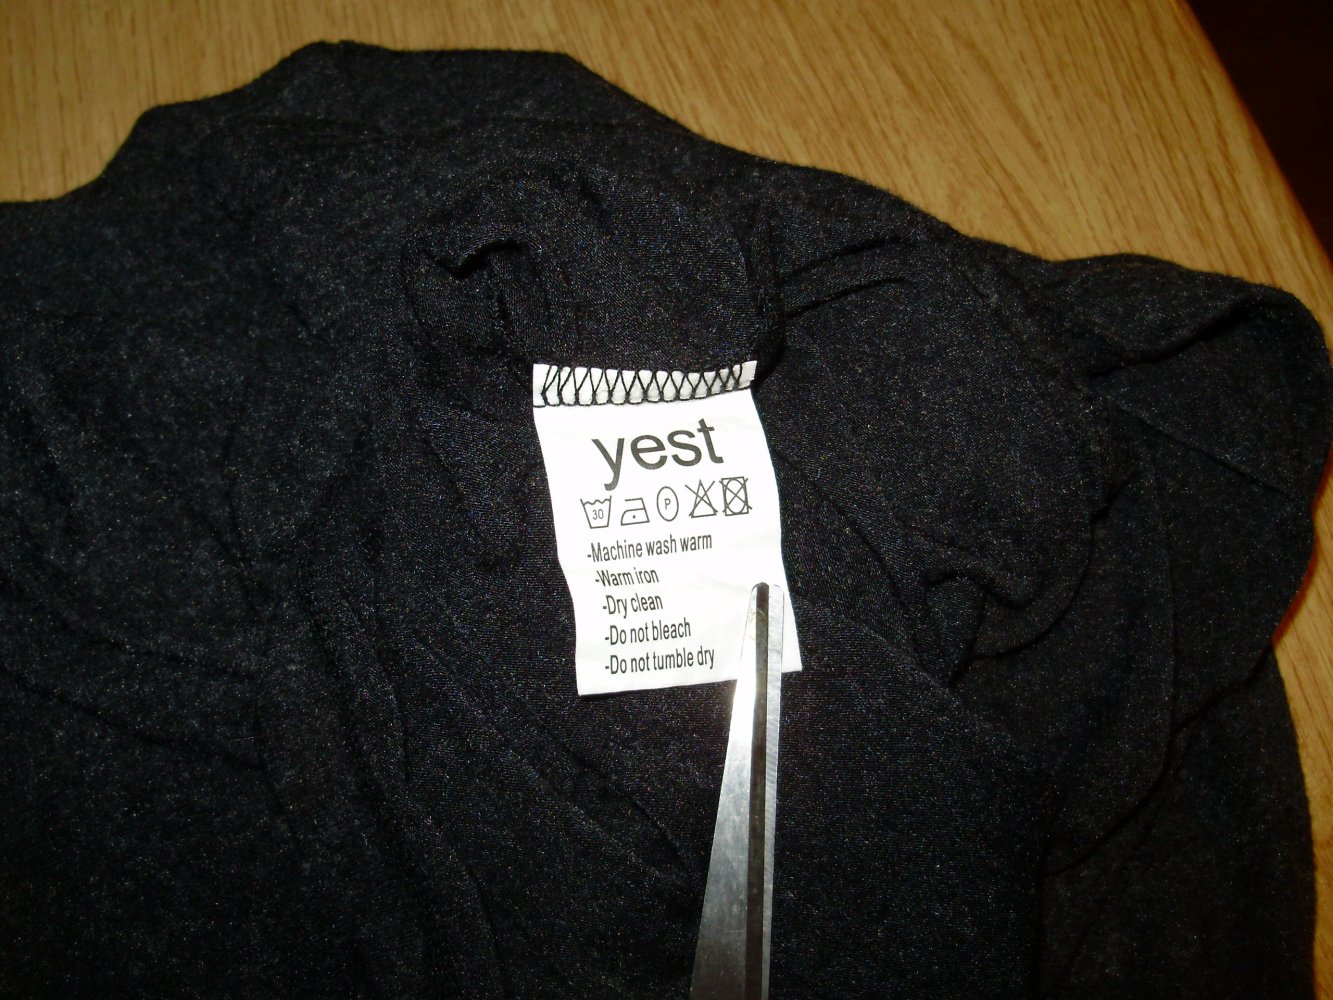 yest
30 P
-Machine wash warm
-Warm iron
-Dry clean
-Do not bleach
-Do not tumble dry